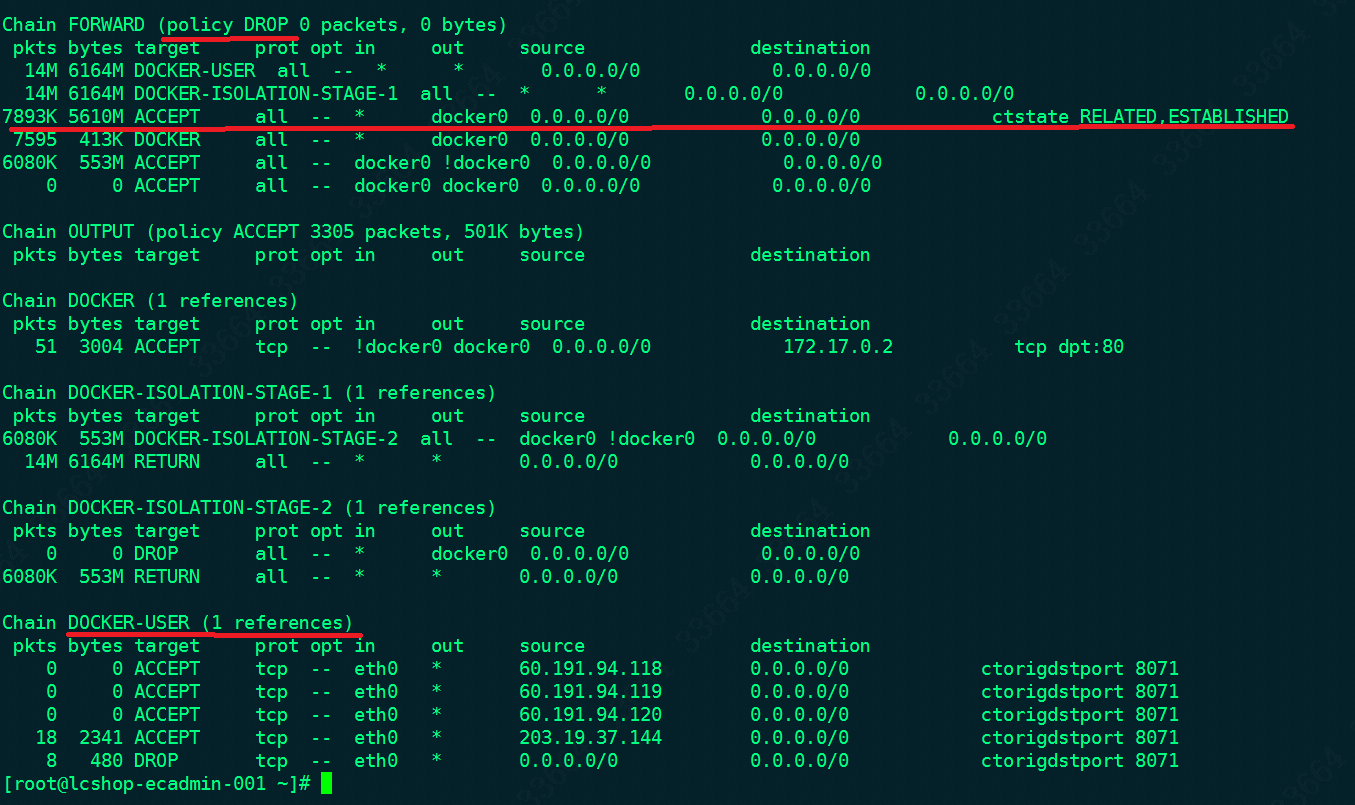 Chain FORWARD (policy DROP 0 packets, 0 bytes)
 pkts bytes target     prot opt in     out     source               destination
  14M 6164M DOCKER-USER  all  --  *      *       0.0.0.0/0            0.0.0.0/0
  14M 6164M DOCKER-ISOLATION-STAGE-1  all  --  *      *       0.0.0.0/0            0.0.0.0/0
7893K 5610M ACCEPT     all  --  *      docker0  0.0.0.0/0            0.0.0.0/0            ctstate RELATED,ESTABLISHED
 7595  413K DOCKER     all  --  *      docker0  0.0.0.0/0            0.0.0.0/0
6080K  553M ACCEPT     all  --  docker0 !docker0  0.0.0.0/0            0.0.0.0/0
    0     0 ACCEPT     all  --  docker0 docker0  0.0.0.0/0            0.0.0.0/0
Chain OUTPUT (policy ACCEPT 3305 packets, 501K bytes)
 pkts bytes target     prot opt in     out     source               destination
Chain DOCKER (1 references)
 pkts bytes target     prot opt in     out     source               destination
   51  3004 ACCEPT     tcp  --  !docker0 docker0  0.0.0.0/0            172.17.0.2           tcp dpt:80
Chain DOCKER-ISOLATION-STAGE-1 (1 references)
 pkts bytes target     prot opt in     out     source               destination
6080K  553M DOCKER-ISOLATION-STAGE-2  all  --  docker0 !docker0  0.0.0.0/0            0.0.0.0/0
  14M 6164M RETURN     all  --  *      *       0.0.0.0/0            0.0.0.0/0
Chain DOCKER-ISOLATION-STAGE-2 (1 references)
 pkts bytes target     prot opt in     out     source               destination
    0     0 DROP       all  --  *      docker0  0.0.0.0/0            0.0.0.0/0
6080K  553M RETURN     all  --  *      *       0.0.0.0/0            0.0.0.0/0
Chain DOCKER-USER (1 references)
 pkts bytes target     prot opt in     out     source               destination
    0     0 ACCEPT     tcp  --  eth0   *       60.191.94.118        0.0.0.0/0            ctorigdstport 8071
    0     0 ACCEPT     tcp  --  eth0   *       60.191.94.119        0.0.0.0/0            ctorigdstport 8071
    0     0 ACCEPT     tcp  --  eth0   *       60.191.94.120        0.0.0.0/0            ctorigdstport 8071
   18  2341 ACCEPT     tcp  --  eth0   *       203.19.37.144        0.0.0.0/0            ctorigdstport 8071
    8   480 DROP       tcp  --  eth0   *       0.0.0.0/0            0.0.0.0/0            ctorigdstport 8071
[root@lcshop-ecadmin-001 ~]#